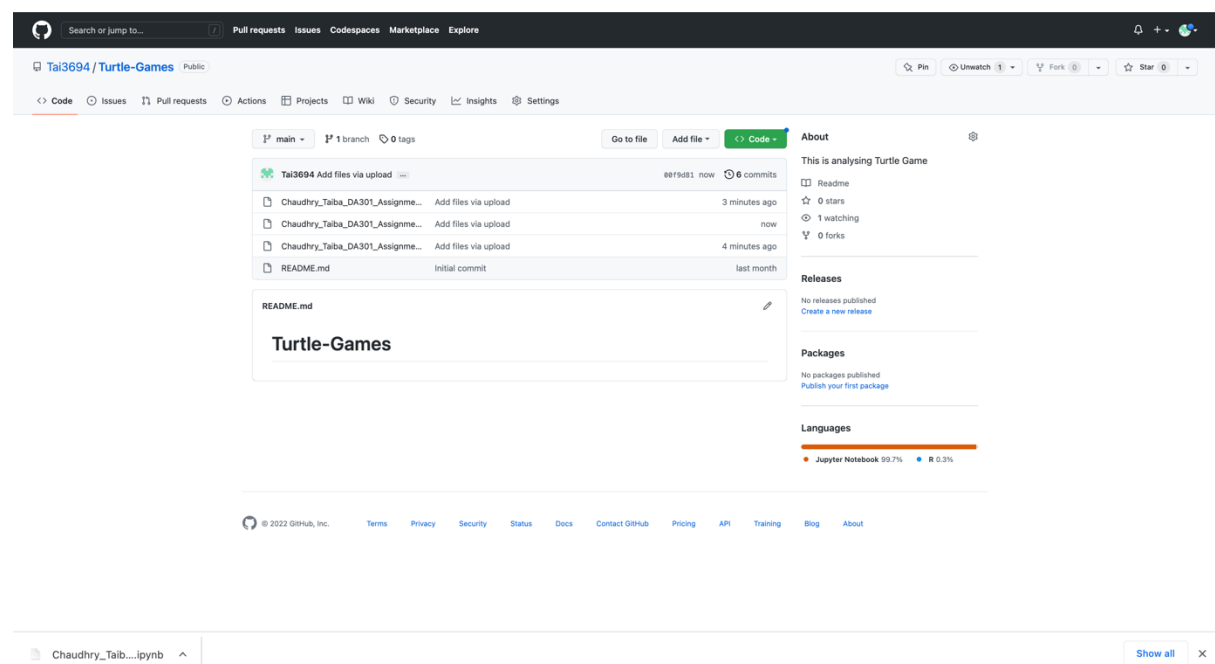 Search or jump to... / Pull requests Issues Codespaces Marketplace Explore
Tai3694 / Turtle-Games Public Pin Unwatch 1 Fork 0 Star 0
<> Code Issues Pull requests Actions Projects Wiki Security Insights Settings
main 1 branch 0 tags Go to file Add file <> Code
Tai3694 Add files via upload ... 00f9d81 now 6 commits
Chaudhry_Taiba_DA301_Assignme... Add files via upload 3 minutes ago
Chaudhry_Taiba_DA301_Assignme... Add files via upload now
Chaudhry_Taiba_DA301_Assignme... Add files via upload 4 minutes ago
README.md Initial commit last month
README.md
Turtle-Games
About
This is analysing Turtle Game
Readme
0 stars
1 watching
0 forks
Releases
No releases published
Create a new release
Packages
No packages published
Publish your first package
Languages
Jupyter Notebook 99.7% R 0.3%
© 2022 GitHub, Inc. Terms Privacy Security Status Docs Contact GitHub Pricing API Training Blog About
Chaudhry_Taib....ipynb Show all